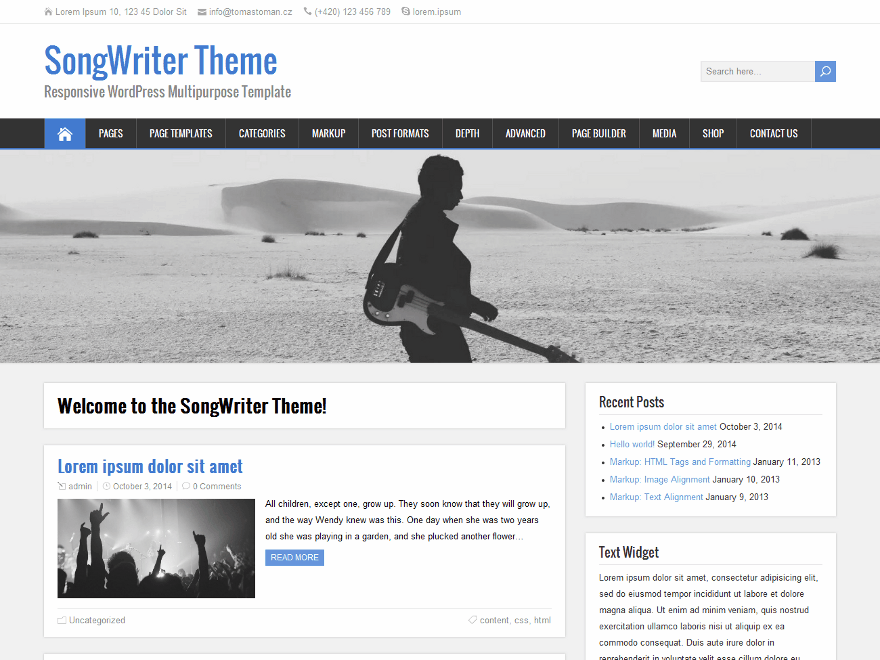 Lorem Ipsum 10, 123 45 Dolor Sit info@tomastoman.cz (+420) 123 456 789 lorem.ipsum
SongWriter Theme
Responsive WordPress Multipurpose Template
Search here...
PAGES PAGE TEMPLATES CATEGORIES MARKUP POST FORMATS DEPTH ADVANCED PAGE BUILDER MEDIA SHOP CONTACT US
Welcome to the SongWriter Theme!
Lorem ipsum dolor sit amet
admin October 3, 2014 0 Comments
All children, except one, grow up. They soon know that they will grow up,
and the way Wendy knew was this. One day when she was two years
old she was playing in a garden, and she plucked another flower...
READ MORE
Uncategorized
content, css, html
Recent Posts
Lorem ipsum dolor sit amet October 3, 2014
Hello world! September 29, 2014
Markup: HTML Tags and Formatting January 11, 2013
Markup: Image Alignment January 10, 2013
Markup: Text Alignment January 9, 2013
Text Widget
Lorem ipsum dolor sit amet, consectetur adipisicing elit,
sed do eiusmod tempor incididunt ut labore et dolore
magna aliqua. Ut enim ad minim veniam, quis nostrud
exercitation ullamco laboris nisi ut aliquip ex ea
commodo consequat. Duis aute irure dolor in
reprehenderit in voluptate velit esse cillum dolore eu